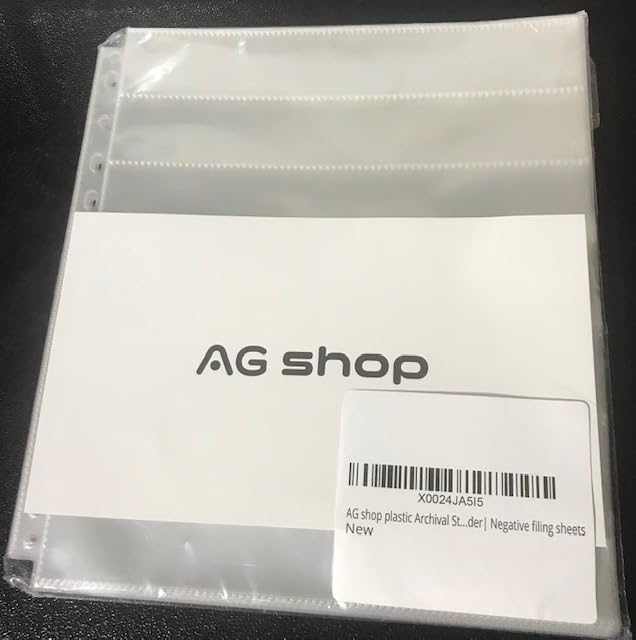 AG shop
X0024JA5I5
AG shop plastic Archival St...der| Negative filing sheets
New